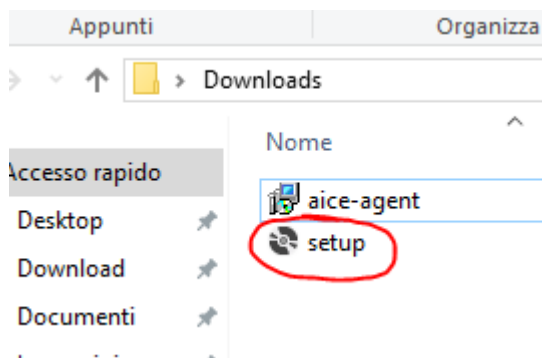 Appunti
Organizza
Downloads
Nome
Accesso rapido
aice-agent
Desktop
setup
Download
Documenti